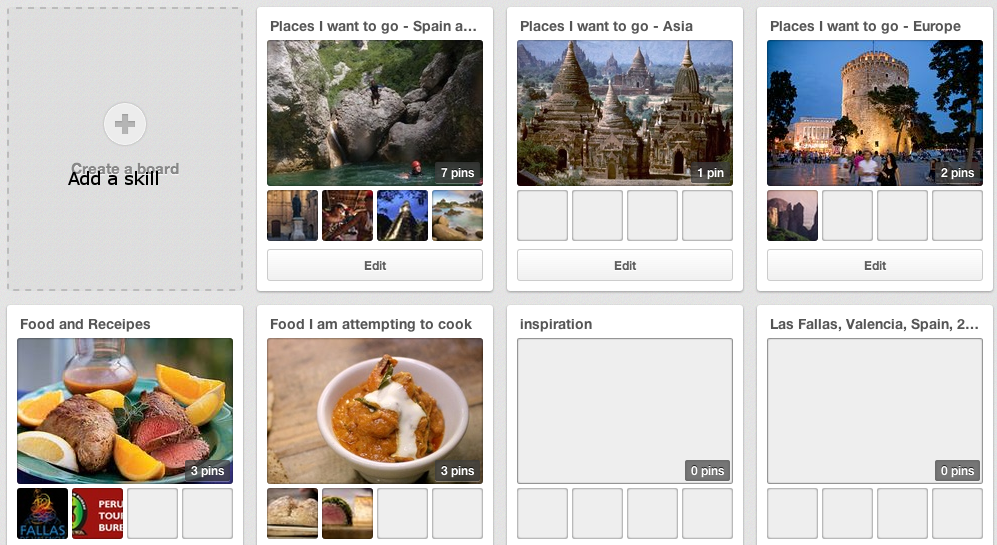 Places I want to go - Spain a...
Places I want to go - Asia
Places I want to go - Europe
Create a board
Add a skill
7 pins
1 pin
2 pins
Edit
Edit
Edit
Food and Receipes
Food I am attempting to cook
inspiration
Las Fallas, Valencia, Spain, 2...
3 pins
3 pins
0 pins
0 pins
FALLAS
PERU
TOU
BURE